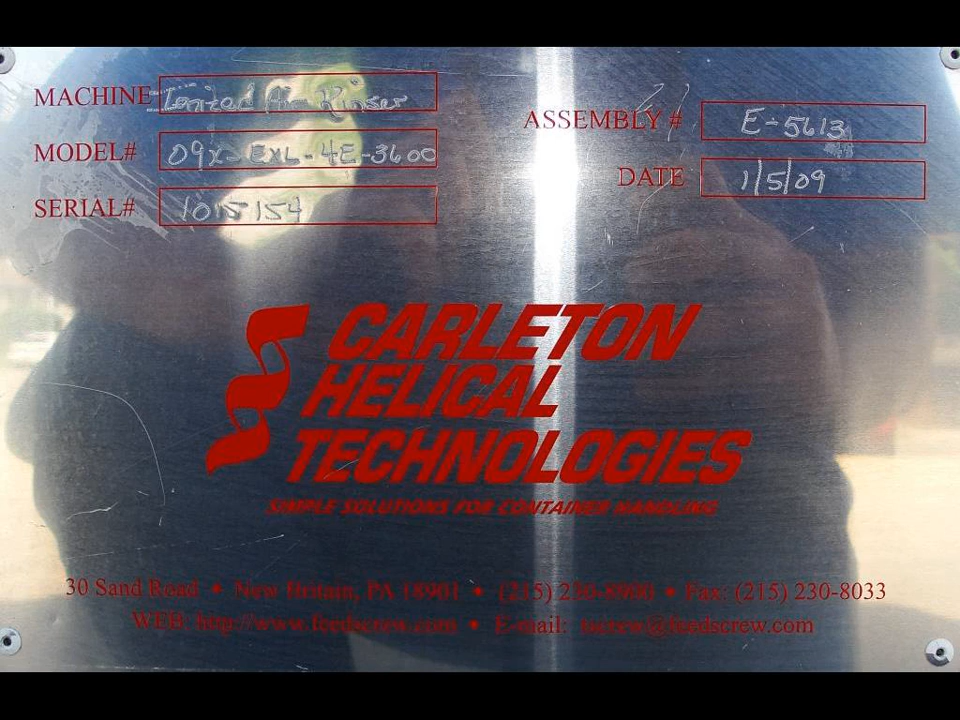 MACHINE Ionized Air Rinser
MODEL# 09X-EXL-4E-3600
SERIAL# 1015154
ASSEMBLY # E-5613
DATE 1/5/09
CARLETON
HELICAL
TECHNOLOGIES
SIMPLE SOLUTIONS FOR CONTAINER HANDLING
30 Sand Road • New Britain, PA 18901 • (215) 230-8900 • Fax: (215) 230-8033
WEB: http://www.feedscrew.com • E-mail: @feedscrew.com